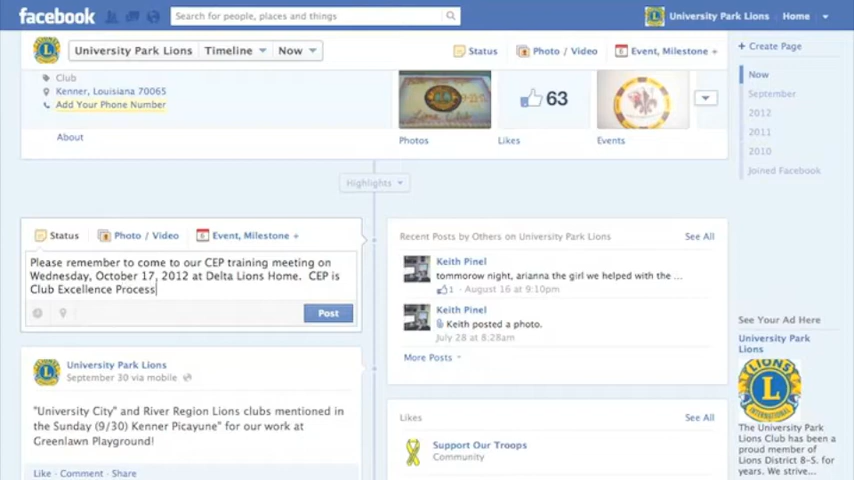 facebook
Search for people, places and things
University Park Lions
Home
University Park Lions
Timeline
Now
Status
Photo / Video
Event, Milestone +
+ Create Page
Now
September
2012
2011
2010
Joined Facebook
Club
Kenner, Louisiana 70065
Add Your Phone Number
About
63
Photos
Likes
Events
Highlights
Status
Photo / Video
Event, Milestone +
Please remember to come to our CEP training meeting on
Wednesday, October 17, 2012 at Delta Lions Home. CEP is
Club Excellence Process
Post
University Park Lions
September 30 via mobile
"University City" and River Region Lions clubs mentioned in
the Sunday (9/30) Kenner Picayune" for our work at
Greenlawn Playground!
Like · Comment · Share
Recent Posts by Others on University Park Lions
See All
Keith Pinel
tommorow night, arianna the girl we helped with the ...
1 · August 16 at 9:10pm
Keith Pinel
Keith posted a photo.
July 28 at 8:28am
More Posts
Likes
See All
Support Our Troops
Community
See Your Ad Here
University Park
Lions
L
INTERNATIONAL
The University Park
Lions Club has been a
proud member of
Lions District 8-S. for
years. We strive...